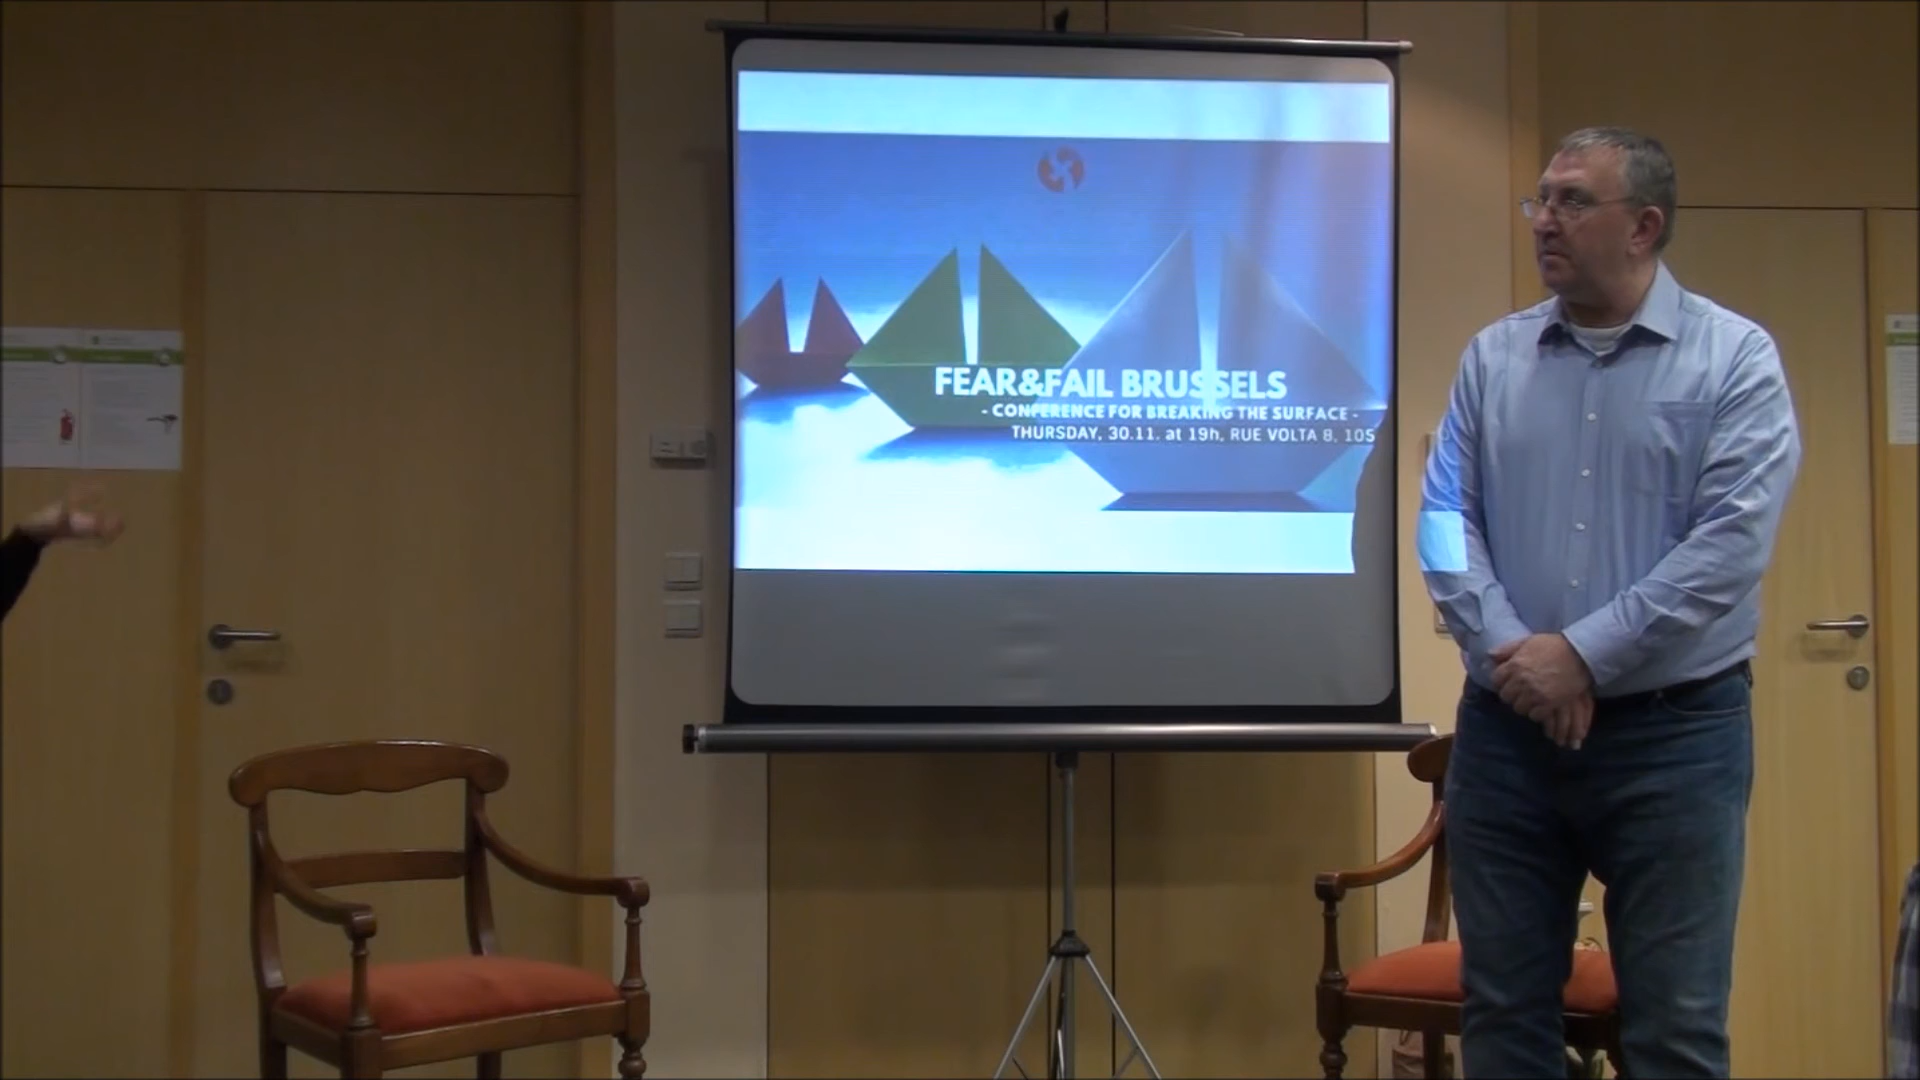 FEAR&FAIL BRUSSELS
- CONFERENCE FOR BREAKING THE SURFACE -
THURSDAY, 30.11. at 19h, RUE VOLTA 8, 105